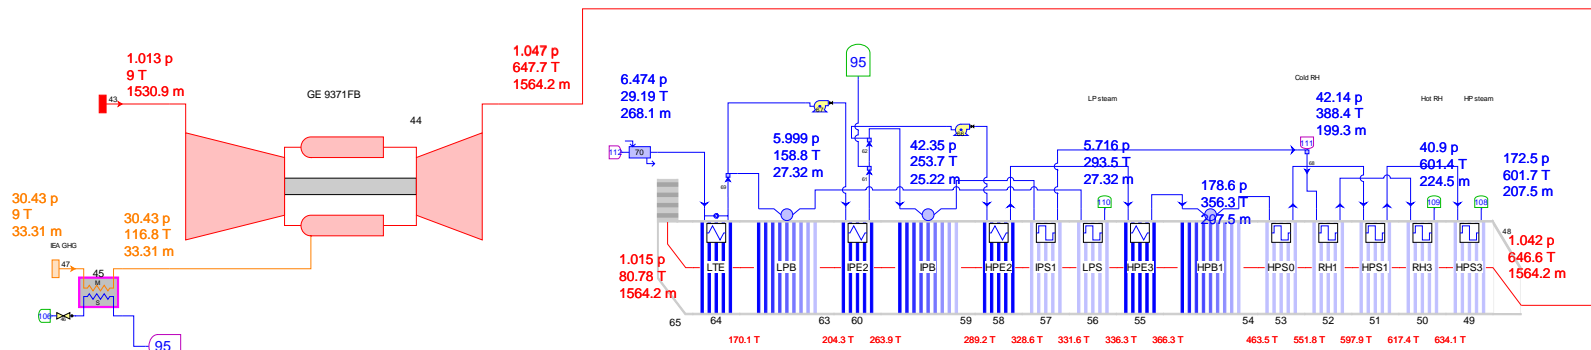 1.013 p
9 T
1530.9 m
43
GE 9371FB
44
1.047 p
647.7 T
1564.2 m
30.43 p
9 T
33.31 m
30.43 p
116.8 T
33.31 m
IEA GHG
47
45
M
S
106
95
6.474 p
29.19 T
268.1 m
112
70
69
95
62
61
5.999 p
158.8 T
27.32 m
42.35 p
253.7 T
25.22 m
LP steam
5.716 p
293.5 T
27.32 m
Cold RH
42.14 p
388.4 T
199.3 m
111
68
Hot RH
HP steam
40.9 p
601.4 T
224.5 m
172.5 p
601.7 T
207.5 m
178.6 p
356.3 T
207.5 m
110
109
108
48
1.015 p
80.78 T
1564.2 m
LTE
LPB
IPE2
IPB
HPE2
IPS1
LPS
HPE3
HPB1
HPS0
RH1
HPS1
RH3
HPS3
1.042 p
646.6 T
1564.2 m
65
64
63
60
59
58
57
56
55
54
53
52
51
50
49
170.1 T
204.3 T
263.9 T
289.2 T
328.6 T
331.6 T
336.3 T
366.3 T
463.5 T
551.8 T
597.9 T
617.4 T
634.1 T